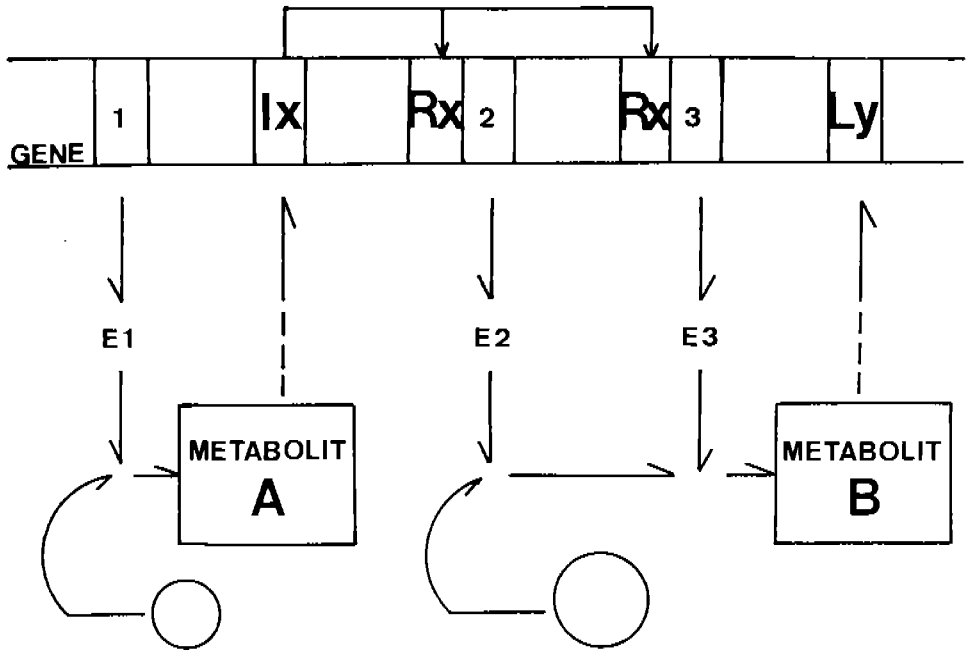 GENE 1 Ix Rx 2 Rx 3 Ly
E1 E2 E3
METABOLIT
A
METABOLIT
B